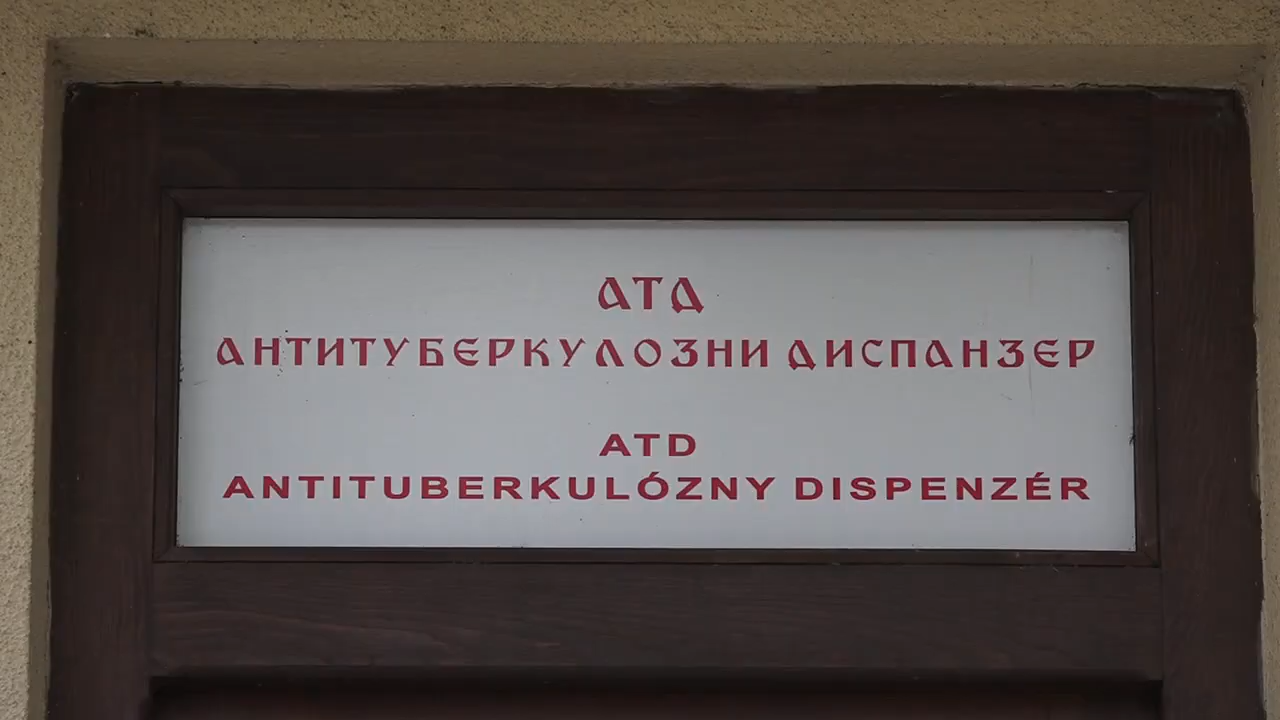 АТД
АНТИТУБЕРКУЛОЗНИ ДИСПАНЗЕР
ATD
ANTITUBERKULÓZNY DISPENZÉR